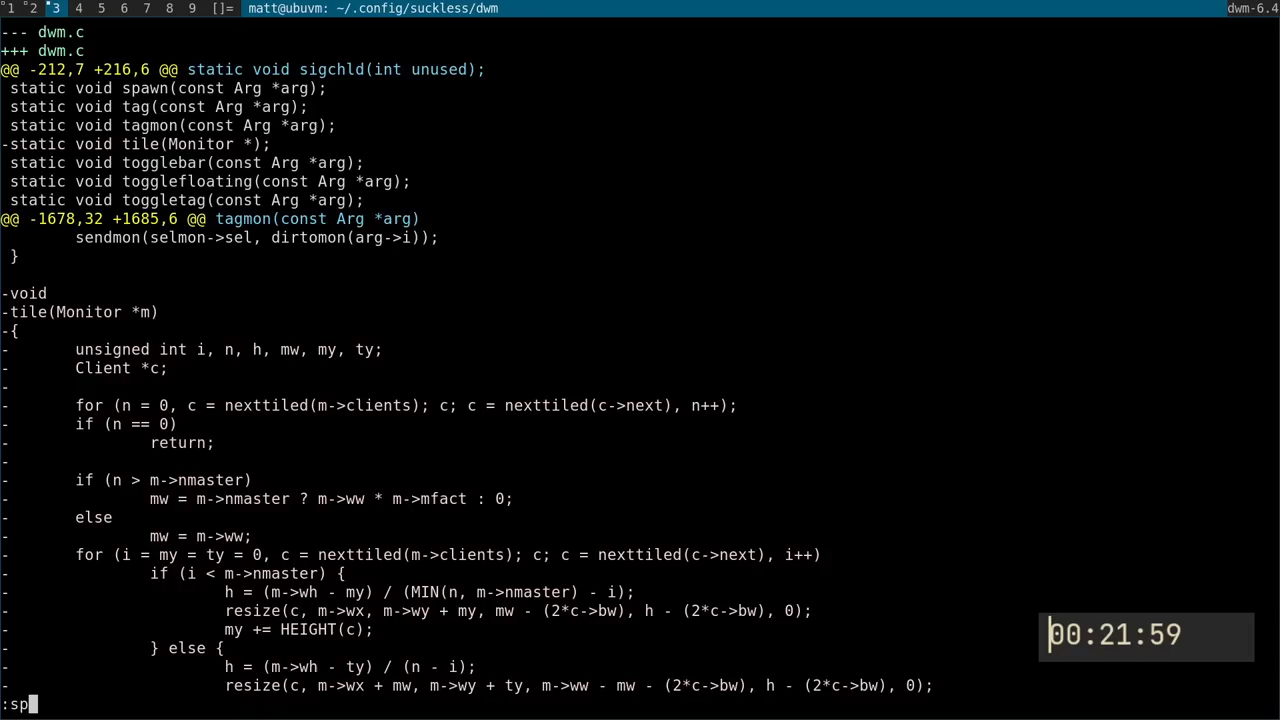 1 2 3 4 5 6 7 8 9 []= matt@ubuvm: ~/.config/suckless/dwm dwm-6.4
--- dwm.c
+++ dwm.c
@@ -212,7 +216,6 @@ static void sigchld(int unused);
 static void spawn(const Arg *arg);
 static void tag(const Arg *arg);
 static void tagmon(const Arg *arg);
-static void tile(Monitor *);
 static void togglebar(const Arg *arg);
 static void togglefloating(const Arg *arg);
 static void toggletag(const Arg *arg);
@@ -1678,32 +1685,6 @@ tagmon(const Arg *arg)
        sendmon(selmon->sel, dirtomon(arg->i));
 }

-void
-tile(Monitor *m)
-{
-       unsigned int i, n, h, mw, my, ty;
-       Client *c;
-
-       for (n = 0, c = nexttiled(m->clients); c; c = nexttiled(c->next), n++);
-       if (n == 0)
-               return;
-
-       if (n > m->nmaster)
-               mw = m->nmaster ? m->ww * m->mfact : 0;
-       else
-               mw = m->ww;
-       for (i = my = ty = 0, c = nexttiled(m->clients); c; c = nexttiled(c->next), i++)
-               if (i < m->nmaster) {
-                       h = (m->wh - my) / (MIN(n, m->nmaster) - i);
-                       resize(c, m->wx, m->wy + my, mw - (2*c->bw), h - (2*c->bw), 0);
-                       my += HEIGHT(c);
-               } else {
-                       h = (m->wh - ty) / (n - i);
-                       resize(c, m->wx + mw, m->wy + ty, m->ww - mw - (2*c->bw), h - (2*c->bw), 0);
:sp
00:21:59